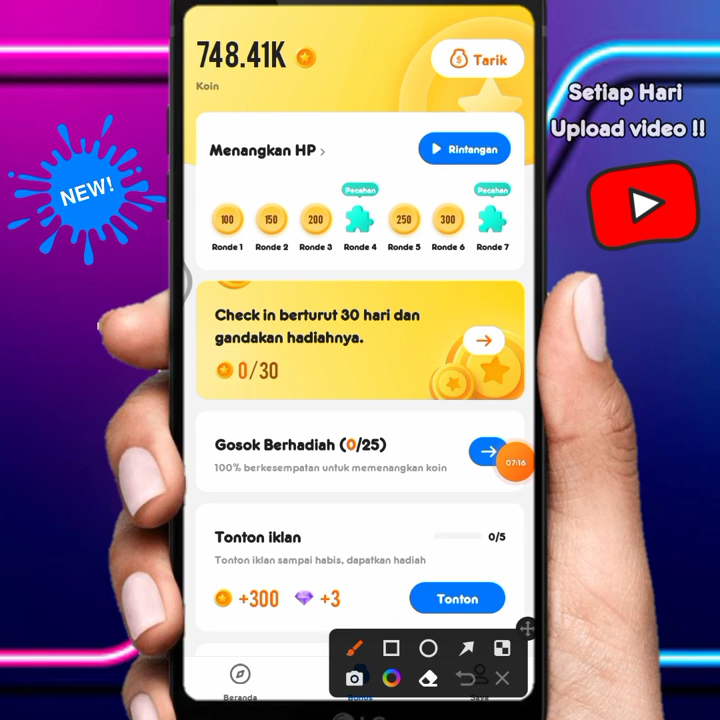 748.41K
Koin
Tarik
Setiap Hari
Upload video !!
NEW!
Menangkan HP >
Rintangan
Pecahan
Pecahan
100
150
200
250
300
Ronde 1
Ronde 2
Ronde 3
Ronde 4
Ronde 5
Ronde 6
Ronde 7
Check in berturut 30 hari dan
gandakan hadiahnya.
0/30
Gosok Berhadiah (0/25)
100% berkesempatan untuk memenangkan koin
07:16
Tonton iklan
0/5
Tonton iklan sampai habis, dapatkan hadiah
+300
+3
Tonton
Beranda
Bonus
Saya
LG